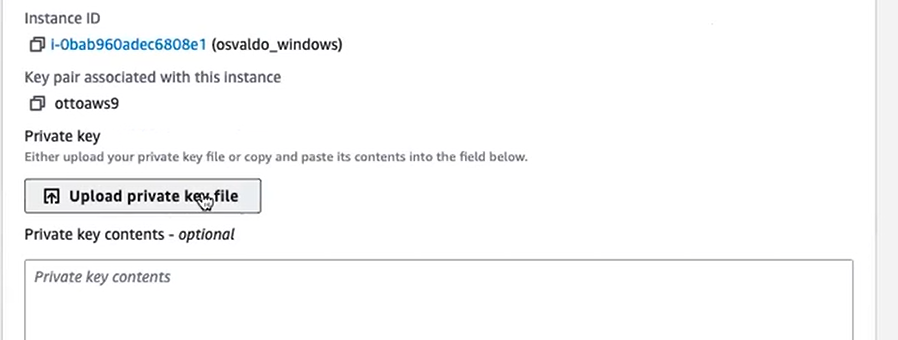 Instance ID
i-0bab960adec6808e1 (osvaldo_windows)
Key pair associated with this instance
ottoaws9
Private key
Either upload your private key file or copy and paste its contents into the field below.
Upload private key file
Private key contents - optional
Private key contents